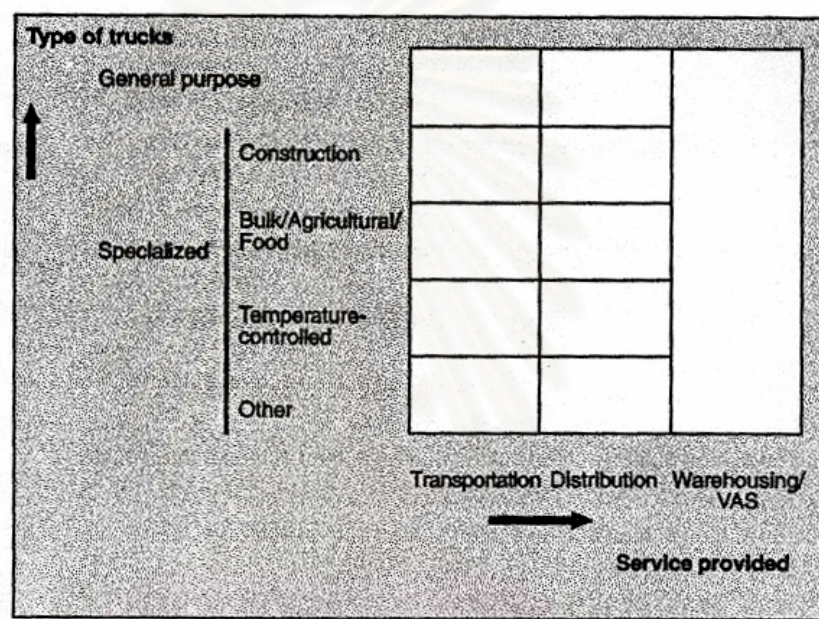 Type of trucks
General purpose
Construction
Bulk/Agricultural/
Food
Specialized
Temperature-
controlled
Other
Transportation Distribution Warehousing/
VAS
Service provided